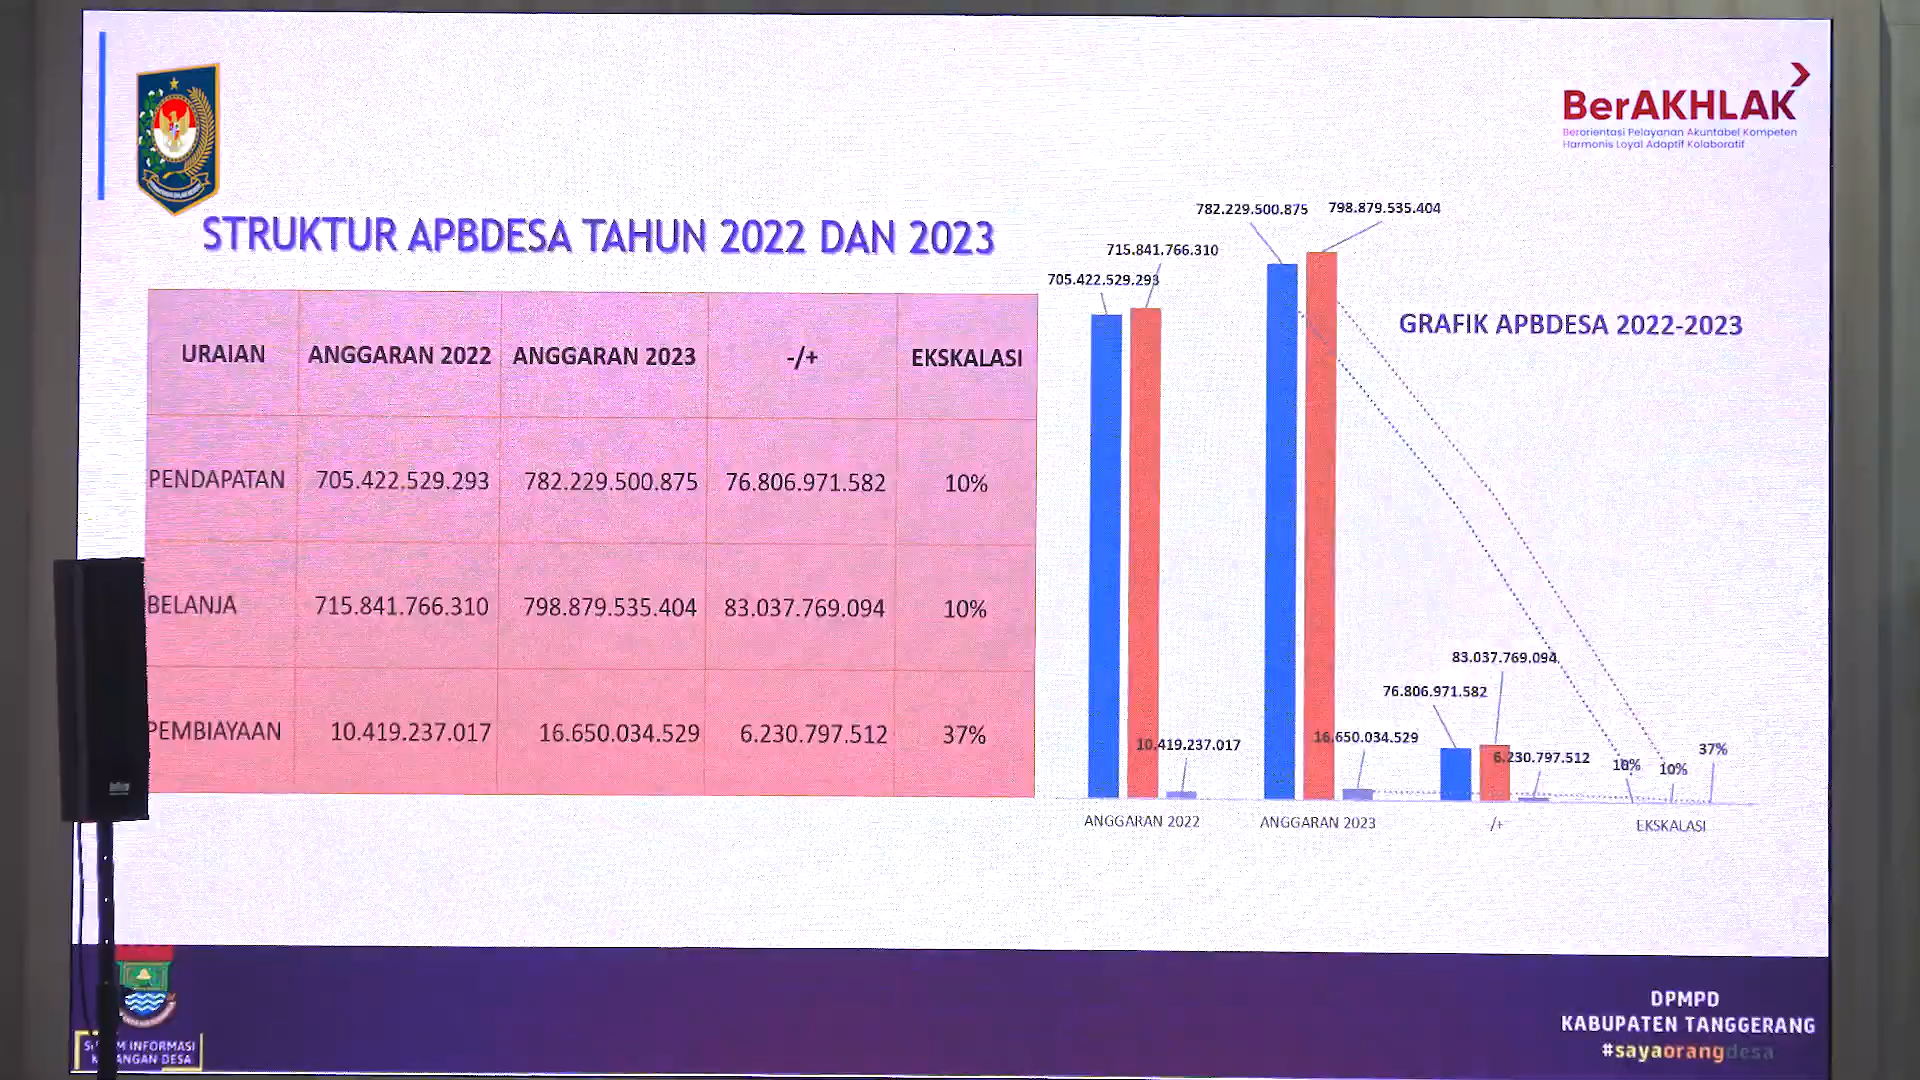 BerAKHLAK
Berorientasi Pelayanan Akuntabel Kompeten
Harmonis Loyal Adaptif Kolaboratif
STRUKTUR APBDESA TAHUN 2022 DAN 2023
URAIAN ANGGARAN 2022 ANGGARAN 2023 -/+ EKSKALASI
PENDAPATAN 705.422.529.293 782.229.500.875 76.806.971.582 10%
BELANJA 715.841.766.310 798.879.535.404 83.037.769.094 10%
PEMBIAYAAN 10.419.237.017 16.650.034.529 6.230.797.512 37%
GRAFIK APBDESA 2022-2023
782.229.500.875 798.879.535.404
715.841.766.310
705.422.529.293
83.037.769.094
76.806.971.582
10.419.237.017 16.650.034.529 6.230.797.512 10% 10% 37%
ANGGARAN 2022 ANGGARAN 2023 -/+ EKSKALASI
INFORMASI
DESA
DPMPD
KABUPATEN TANGGERANG
#sayaorangdesa